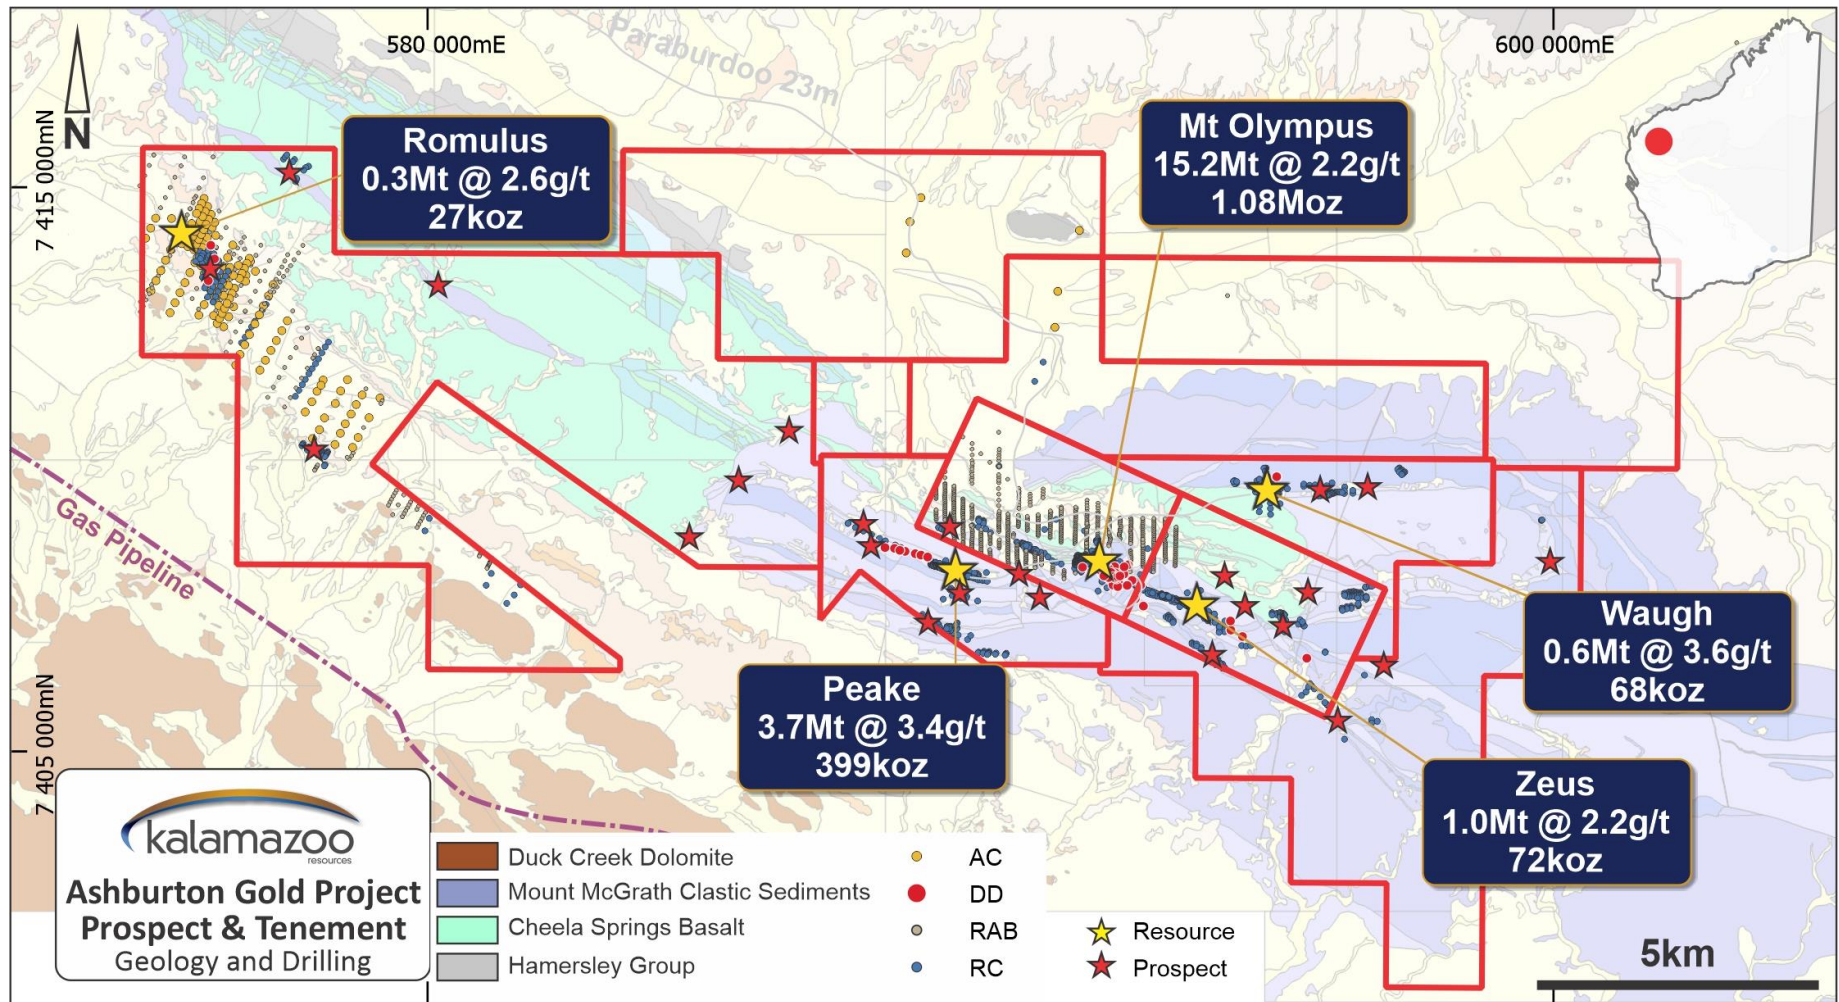 580 000mE
600 000mE
Paraburdoo 23m
N
7 415 000mN
Romulus
0.3Mt @ 2.6g/t
27koz
Mt Olympus
15.2Mt @ 2.2g/t
1.08Moz
Gas Pipeline
Peake
3.7Mt @ 3.4g/t
399koz
Waugh
0.6Mt @ 3.6g/t
68koz
Zeus
1.0Mt @ 2.2g/t
72koz
7 405 000mN
kalamazoo
resources
Ashburton Gold Project
Prospect & Tenement
Geology and Drilling
Duck Creek Dolomite
Mount McGrath Clastic Sediments
Cheela Springs Basalt
Hamersley Group
AC
DD
RAB
RC
Resource
Prospect
5km